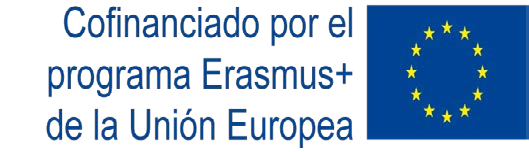 Cofinanciado por el
programa Erasmus+
de la Unión Europea